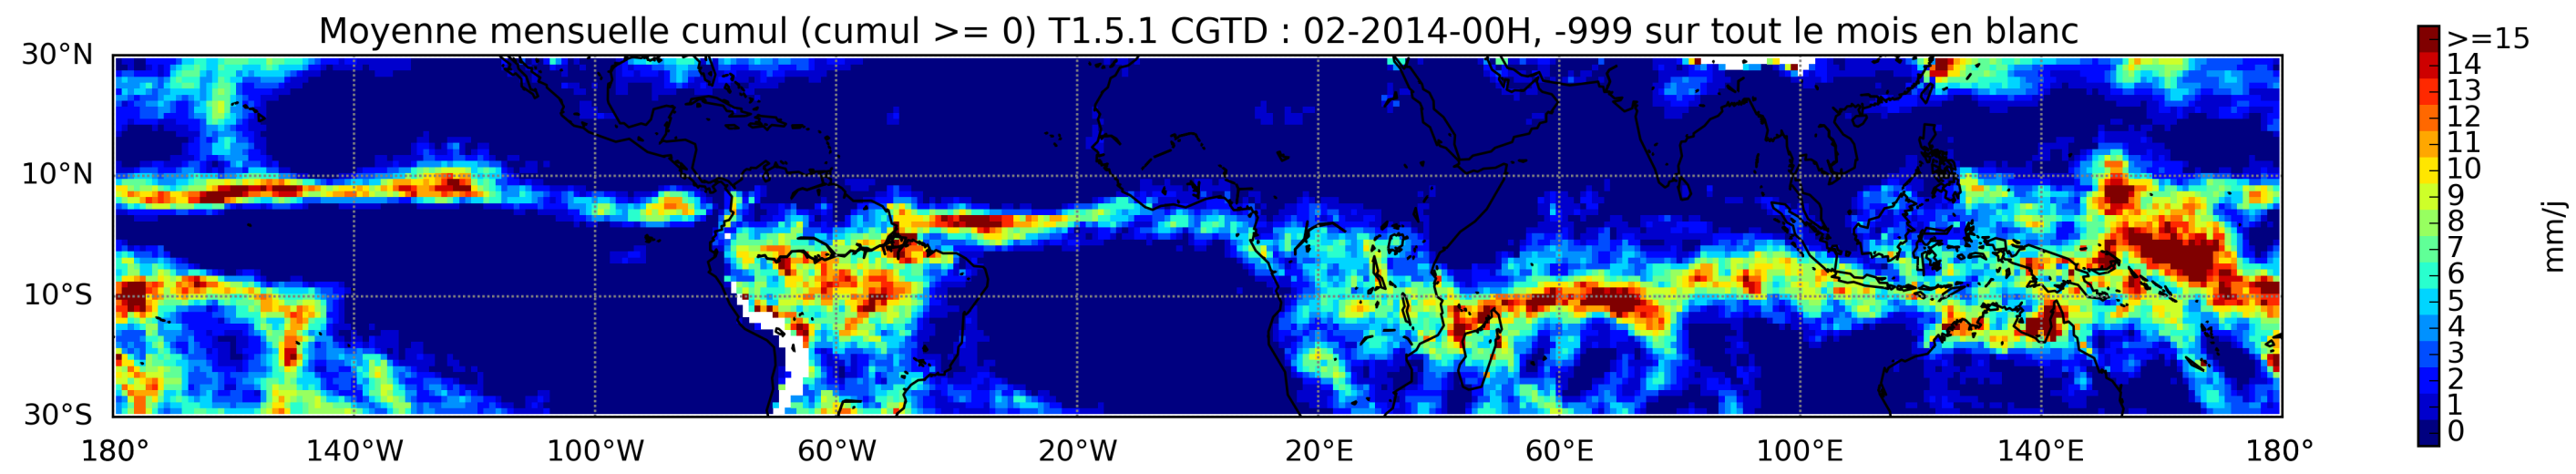 Moyenne mensuelle cumul (cumul >= 0) T1.5.1 CGTD : 02-2014-00H, -999 sur tout le mois en blanc
30°N
10°N
10°S
30°S
180° 140°W 100°W 60°W 20°W 20°E 60°E 100°E 140°E 180°
>=15
14
13
12
11
10
9
8
7
6
5
4
3
2
1
0
mm/j